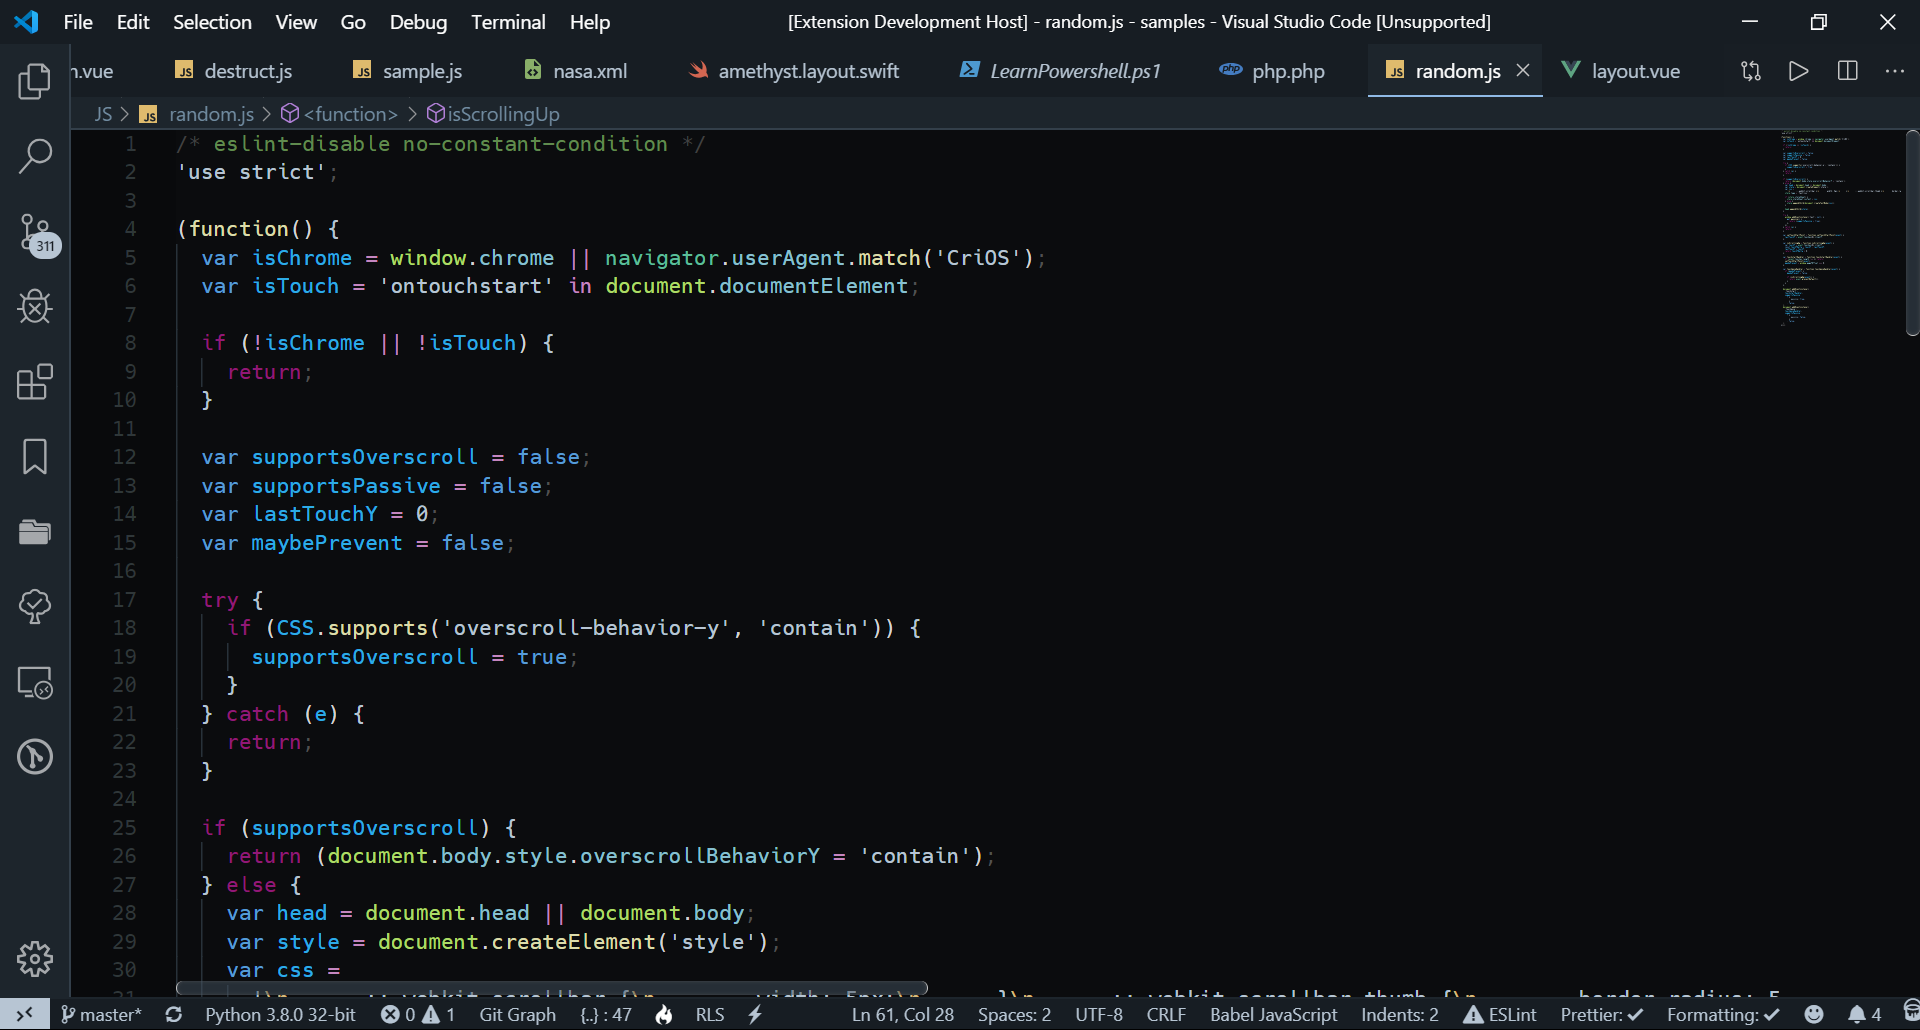 File Edit Selection View Go Debug Terminal Help [Extension Development Host] - random.js - samples - Visual Studio Code [Unsupported]
n.vue JS destruct.js JS sample.js nasa.xml amethyst.layout.swift LearnPowershell.ps1 php php.php JS random.js layout.vue
JS > JS random.js > <function> > isScrollingUp
1 /* eslint-disable no-constant-condition */
2 'use strict';
3
4 (function() {
5 var isChrome = window.chrome || navigator.userAgent.match('CriOS');
6 var isTouch = 'ontouchstart' in document.documentElement;
7
8 if (!isChrome || !isTouch) {
9 return;
10 }
11
12 var supportsOverscroll = false;
13 var supportsPassive = false;
14 var lastTouchY = 0;
15 var maybePrevent = false;
16
17 try {
18 if (CSS.supports('overscroll-behavior-y', 'contain')) {
19 supportsOverscroll = true;
20 }
21 } catch (e) {
22 return;
23 }
24
25 if (supportsOverscroll) {
26 return (document.body.style.overscrollBehaviorY = 'contain');
27 } else {
28 var head = document.head || document.body;
29 var style = document.createElement('style');
30 var css =
311
master* Python 3.8.0 32-bit 0 1 Git Graph {..} : 47 RLS Ln 61, Col 28 Spaces: 2 UTF-8 CRLF Babel JavaScript Indents: 2 ESLint Prettier: ✓ Formatting: ✓ 4